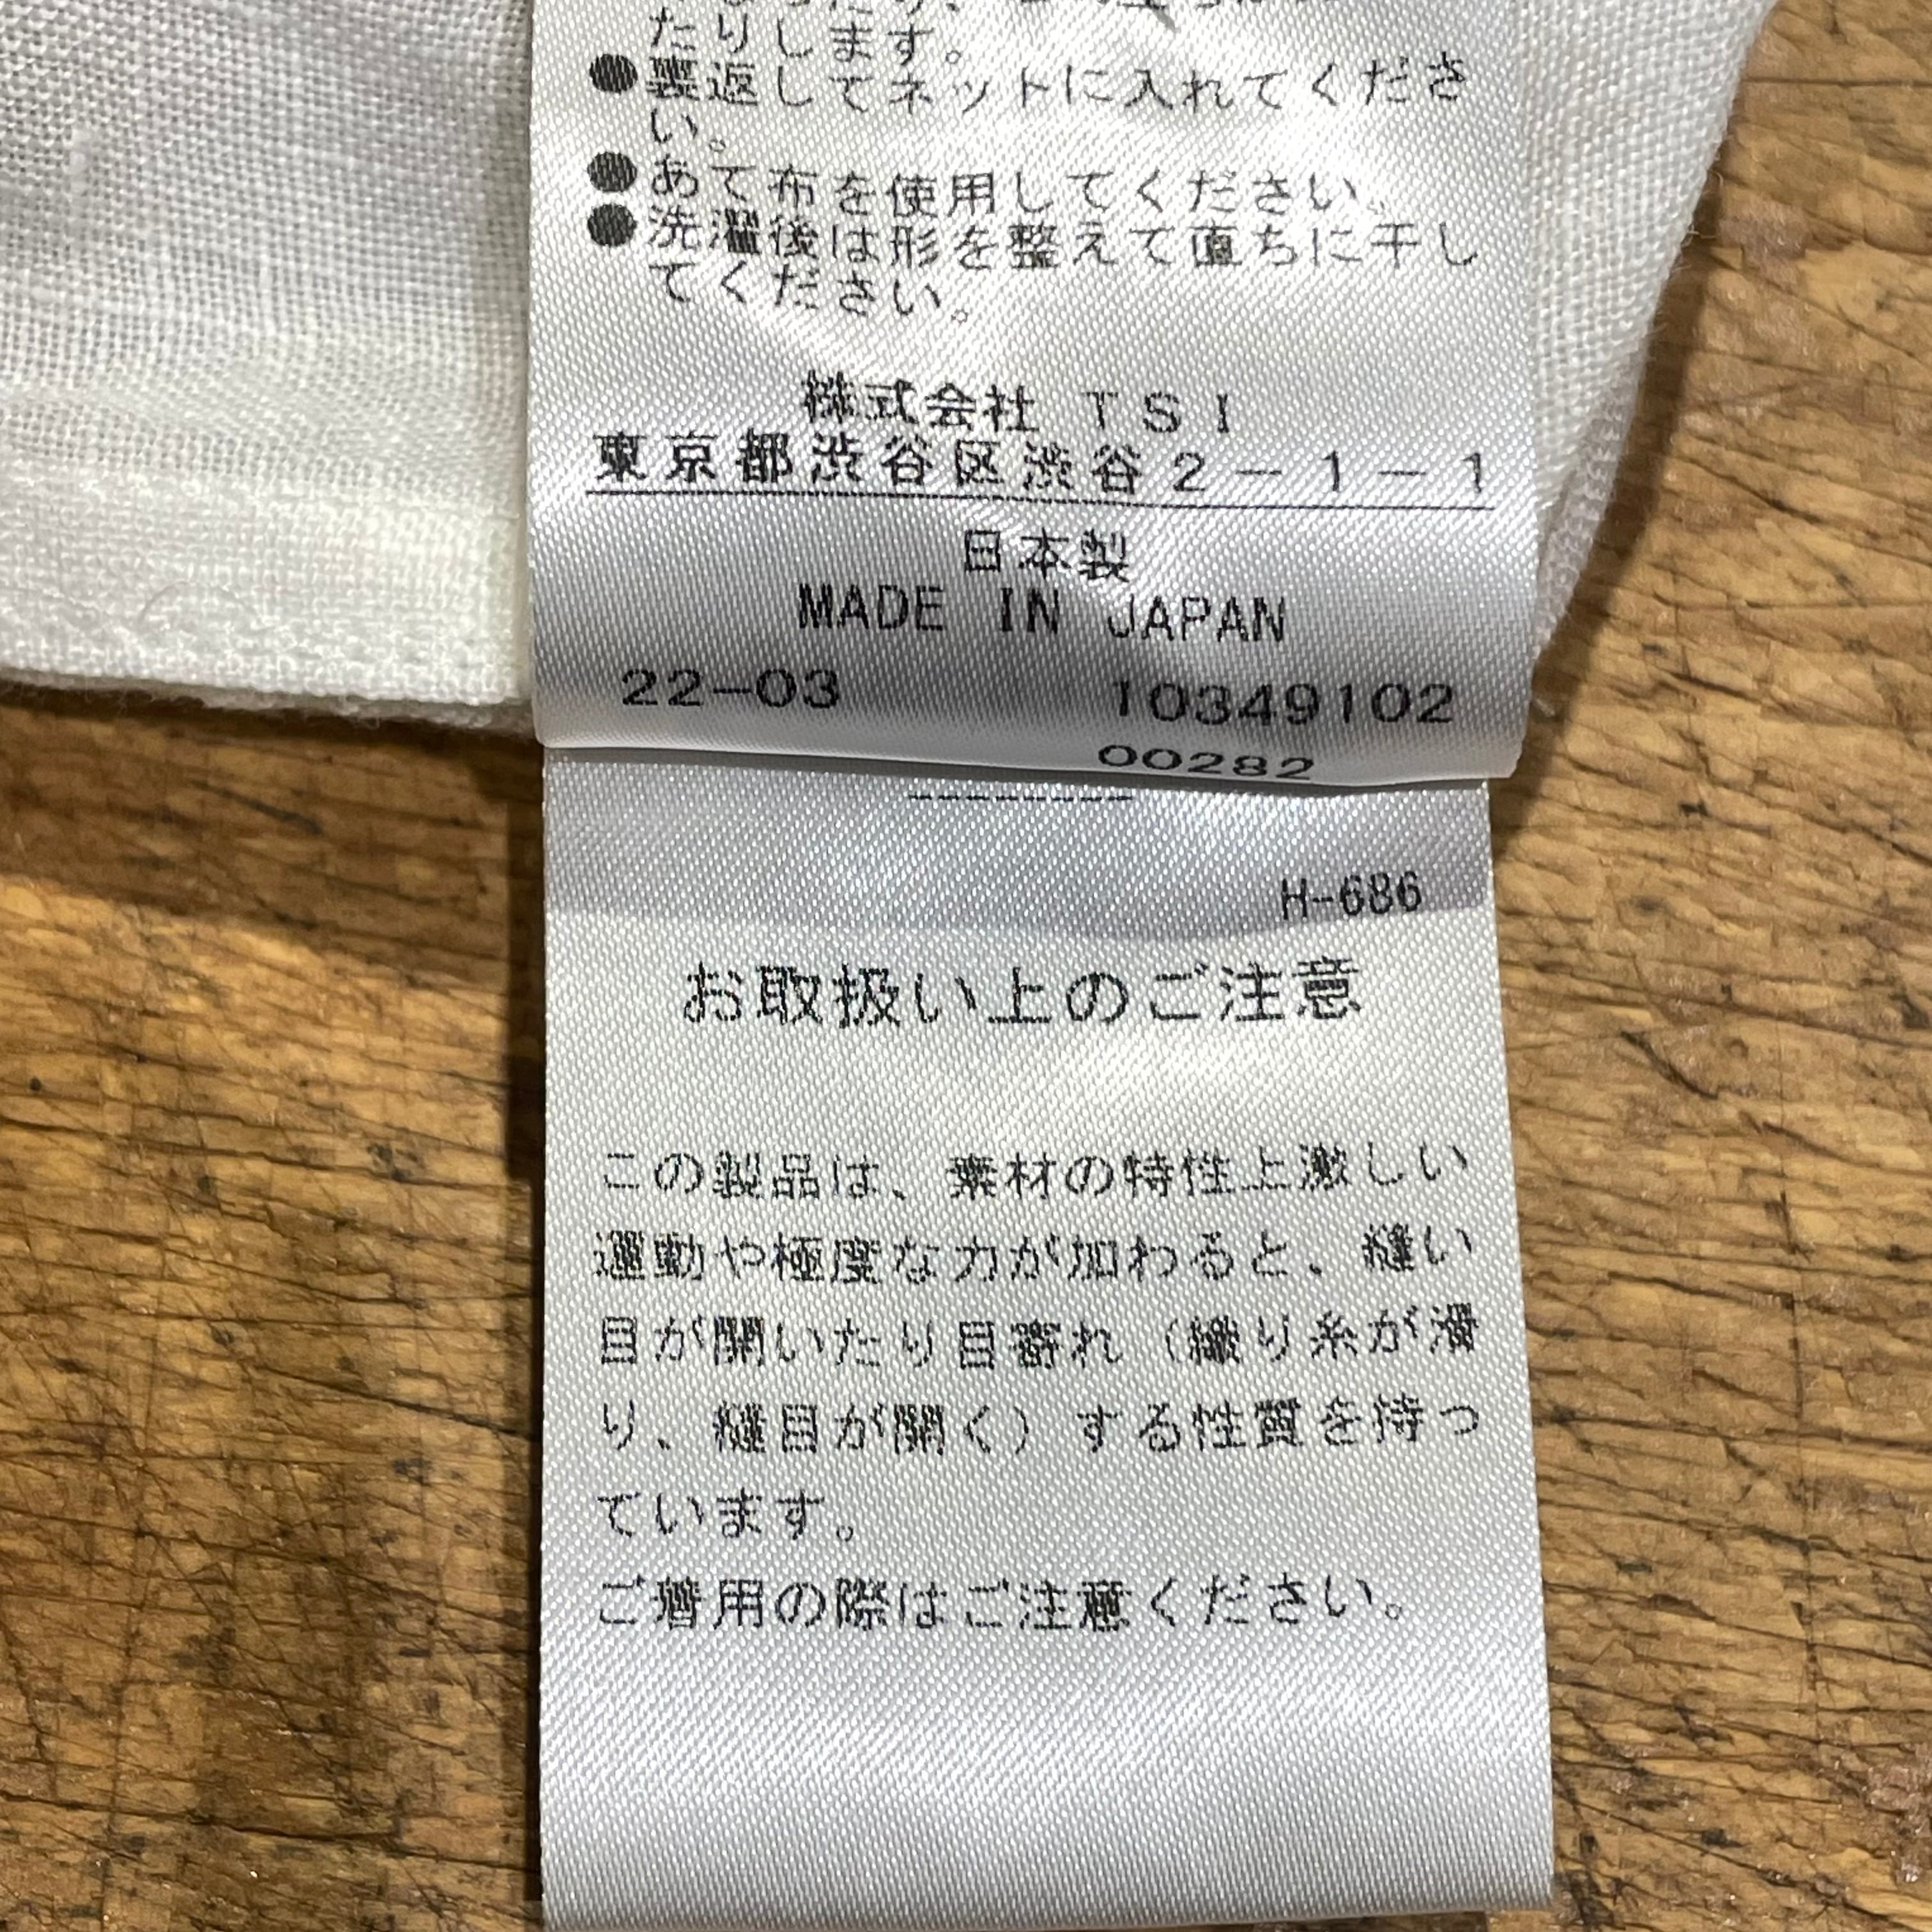 たりします。
●裏返してネットに入れてくださ
い。
●あて布を使用してください。
●洗濯後は形を整えて直ちに干し
てください。
株式会社 TSI
東京都渋谷区渋谷2-1-1
日本製
MADE IN JAPAN
22-03 10349102
00282
H-686
お取扱い上のご注意
この製品は、素材の特性上激しい
運動や極度な力が加わると、縫い
目が開いたり目寄れ（織り糸が滑
り、縫目が開く）する性質を持っ
ています。
ご着用の際はご注意ください。